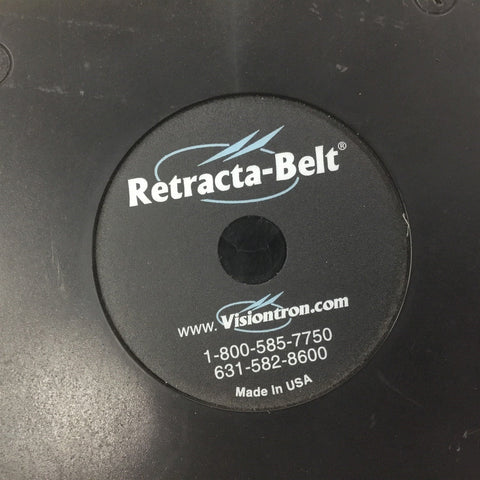 Retracta-Belt®
www.Visiontron.com
1-800-585-7750
631-582-8600
Made In USA